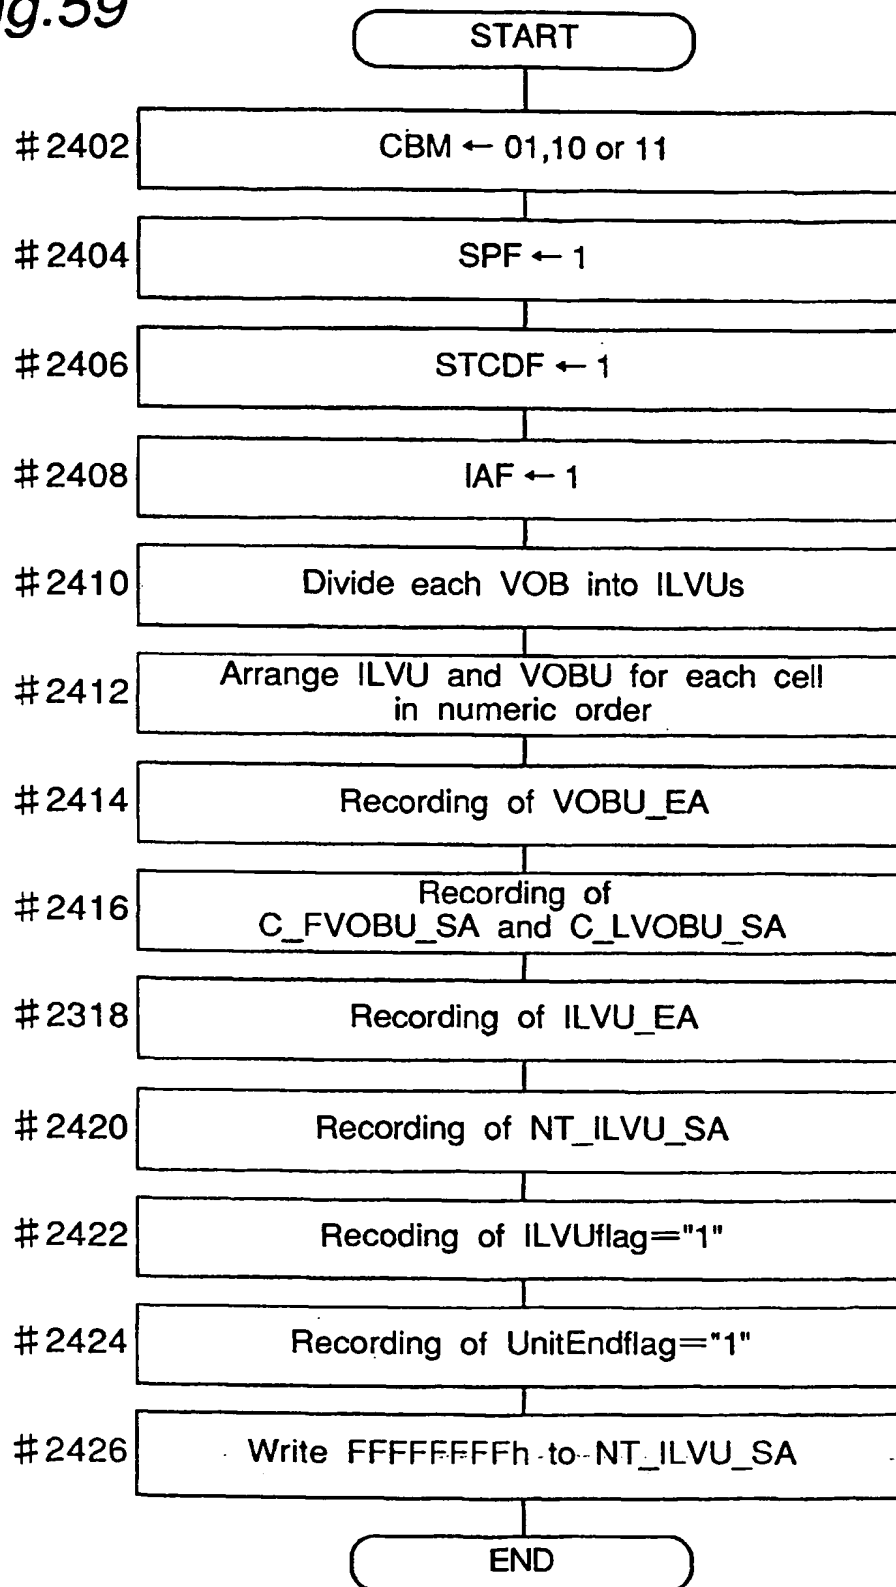 g.59
START
#2402 CBM ← 01,10 or 11
#2404 SPF ← 1
#2406 STCDF ← 1
#2408 IAF ← 1
#2410 Divide each VOB into ILVUs
#2412 Arrange ILVU and VOBU for each cell
in numeric order
#2414 Recording of VOBU_EA
#2416 Recording of
C_FVOBU_SA and C_LVOBU_SA
#2318 Recording of ILVU_EA
#2420 Recording of NT_ILVU_SA
#2422 Recoding of ILVUflag="1"
#2424 Recording of UnitEndflag="1"
#2426 Write FFFFFFFFh to NT_ILVU_SA
END